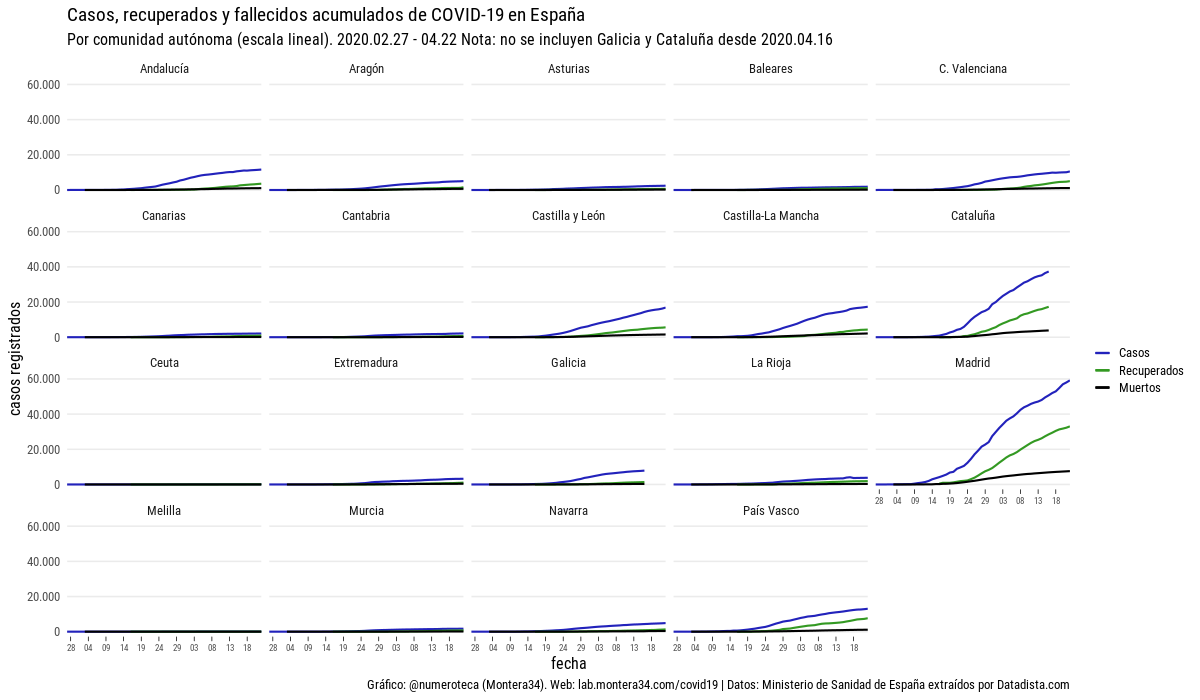 Casos, recuperados y fallecidos acumulados de COVID-19 en España
Por comunidad autónoma (escala lineal). 2020.02.27 - 04.22 Nota: no se incluyen Galicia y Cataluña desde 2020.04.16
Andalucía Aragón Asturias Baleares C. Valenciana
60.000
40.000
20.000
0
Canarias Cantabria Castilla y León Castilla-La Mancha Cataluña
60.000
40.000
20.000
0
casos registrados
Ceuta Extremadura Galicia La Rioja Madrid
60.000
40.000
20.000
0
28 04 09 14 19 24 29 03 08 13 18
Melilla Murcia Navarra País Vasco
60.000
40.000
20.000
0
28 04 09 14 19 24 29 03 08 13 18 28 04 09 14 19 24 29 03 08 13 18 28 04 09 14 19 24 29 03 08 13 18 28 04 09 14 19 24 29 03 08 13 18
fecha
Casos
Recuperados
Muertos
Gráfico: @numeroteca (Montera34). Web: lab.montera34.com/covid19 | Datos: Ministerio de Sanidad de España extraídos por Datadista.com